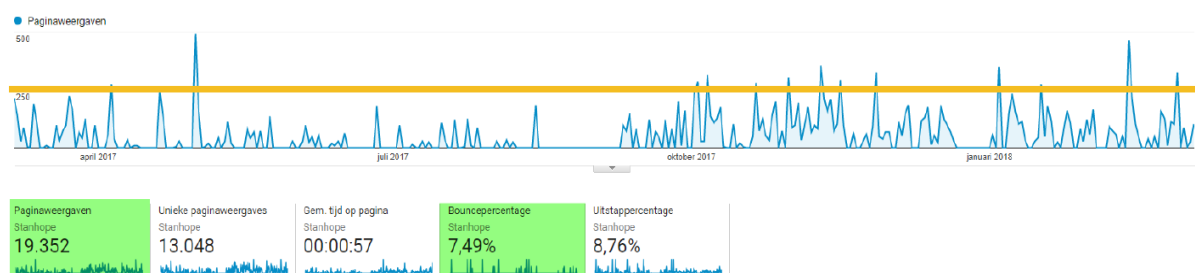 Paginaweergaven
500
250
april 2017 juli 2017 oktober 2017 januari 2018
Paginaweergaven Unieke paginaweergaves Gem. tijd op pagina Bouncepercentage Uitstappercentage
Stanhope Stanhope Stanhope Stanhope Stanhope
19.352 13.048 00:00:57 7,49% 8,76%